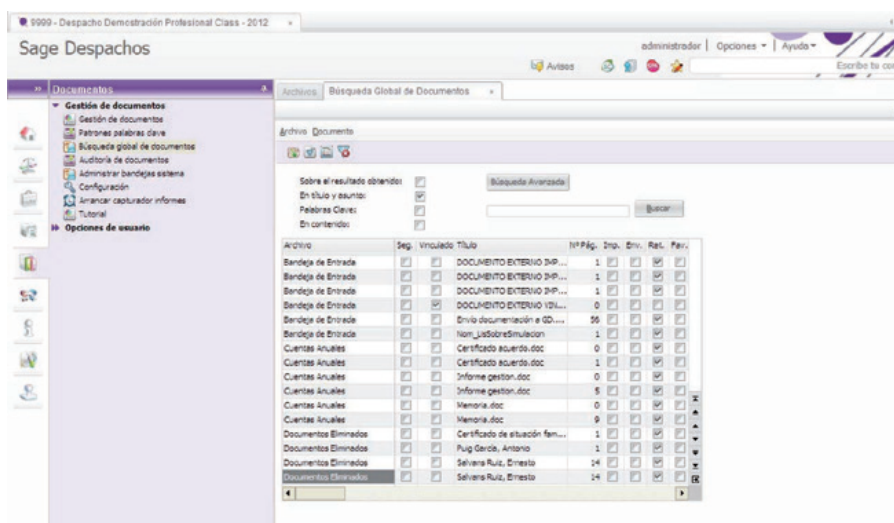 9999 - Despacho Demostración Profesional Class - 2012
Sage Despachos
administrador | Opciones | Ayuda
Avisos
Escribe tu con
Documentos
Gestión de documentos
Gestión de documentos
Patrones palabras clave
Búsqueda global de documentos
Auditoría de documentos
Administrar bandejas sistema
Configuración
Arrancar capturador informes
Tutorial
Opciones de usuario
Archivos
Búsqueda Global de Documentos
Archivo Documento
Sobre el resultado obtenido:
Búsqueda Avanzada
En título y asunto:
Palabras Clave:
Buscar
En contenido:
Archivo Seg. Vinculado Título Nº Pág. Imp. Env. Ret. Fav.
Bandeja de Entrada DOCUMENTO EXTERNO IMP... 1
Bandeja de Entrada DOCUMENTO EXTERNO IMP... 1
Bandeja de Entrada DOCUMENTO EXTERNO IMP... 1
Bandeja de Entrada DOCUMENTO EXTERNO VIN... 0
Bandeja de Entrada Envío documentación a GD.... 56
Bandeja de Entrada Nom_LisSobreSimulacion 1
Cuentas Anuales Certificado acuerdo.doc 0
Cuentas Anuales Certificado acuerdo.doc 1
Cuentas Anuales Informe gestion.doc 0
Cuentas Anuales Informe gestion.doc 5
Cuentas Anuales Memoria.doc 0
Cuentas Anuales Memoria.doc 9
Documentos Eliminados Certificado de situación fam... 1
Documentos Eliminados Puig García, Antonio 1
Documentos Eliminados Selvans Ruiz, Ernesto 14
Documentos Eliminados Selvans Ruiz, Ernesto 14